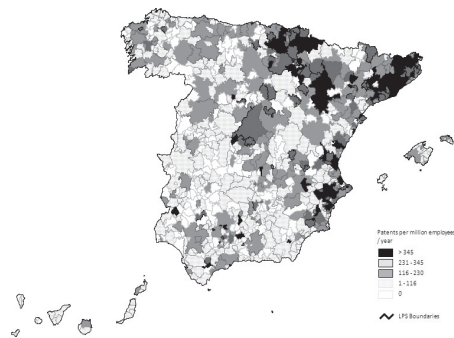 Patents per million employees
/ year
> 345
231 - 345
116 - 230
1 - 116
0
LPS Boundaries